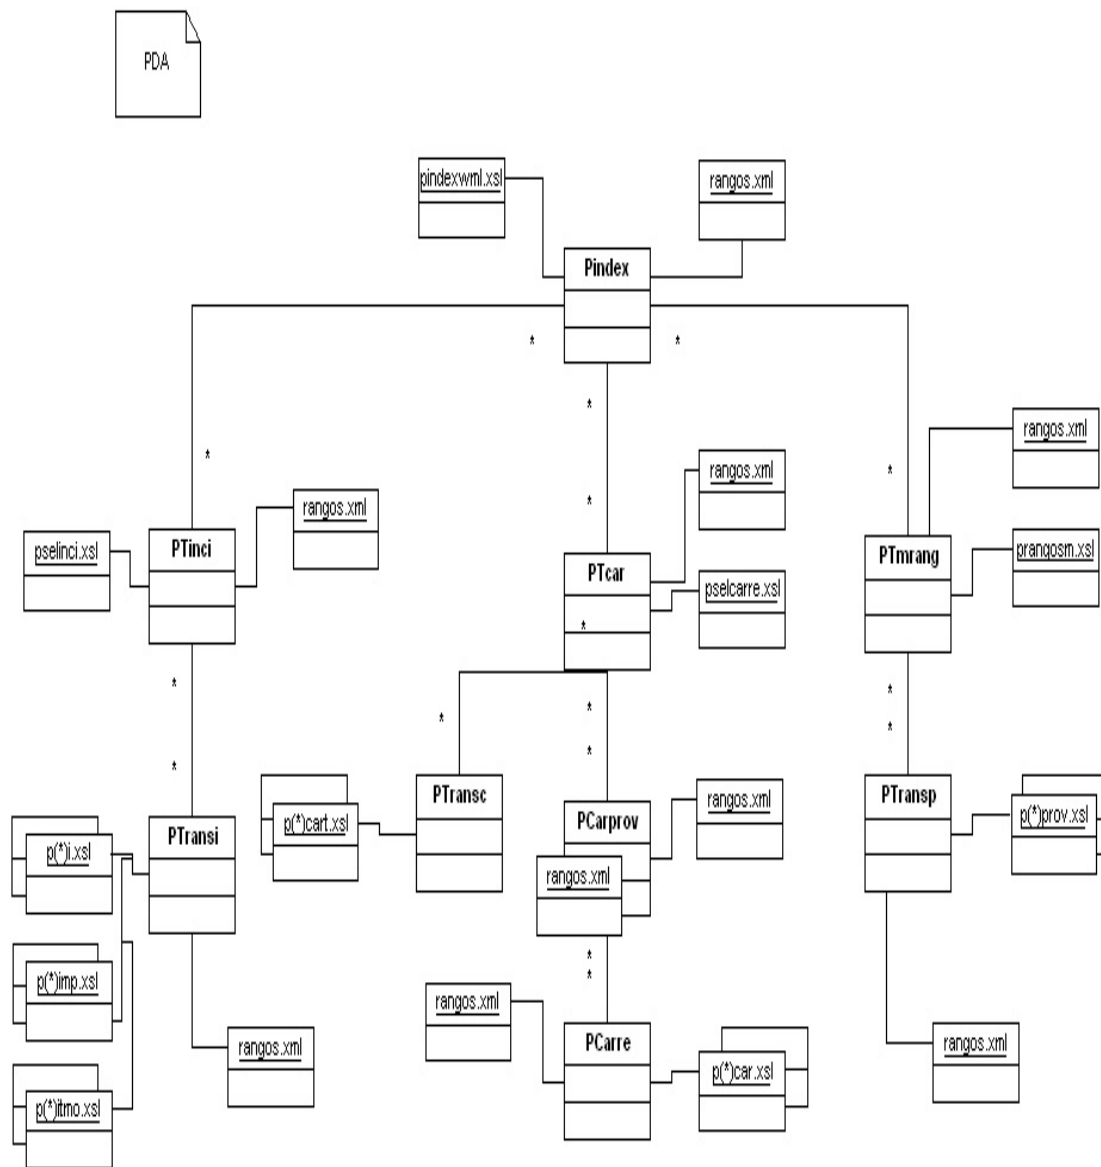 PDA
pindexwml.xsl
rangos.xml
Pindex
*
*
*
rangos.xml
*
rangos.xml
*
rangos.xml
*
PTinci
pselinci.xsl
PTmrang
prangosm.xsl
PTcar
pselcarre.xsl
*
*
*
*
*
*
*
*
*
PTransc
PTransp
rangos.xml
p(*)cart.xsl
PCarprov
p(*)prov.xsl
PTransi
p(*)i.xsl
rangos.xml
*
*
p(*)imp.xsl
rangos.xml
PCarre
rangos.xml
rangos.xml
p(*)car.xsl
p(*)itmo.xsl